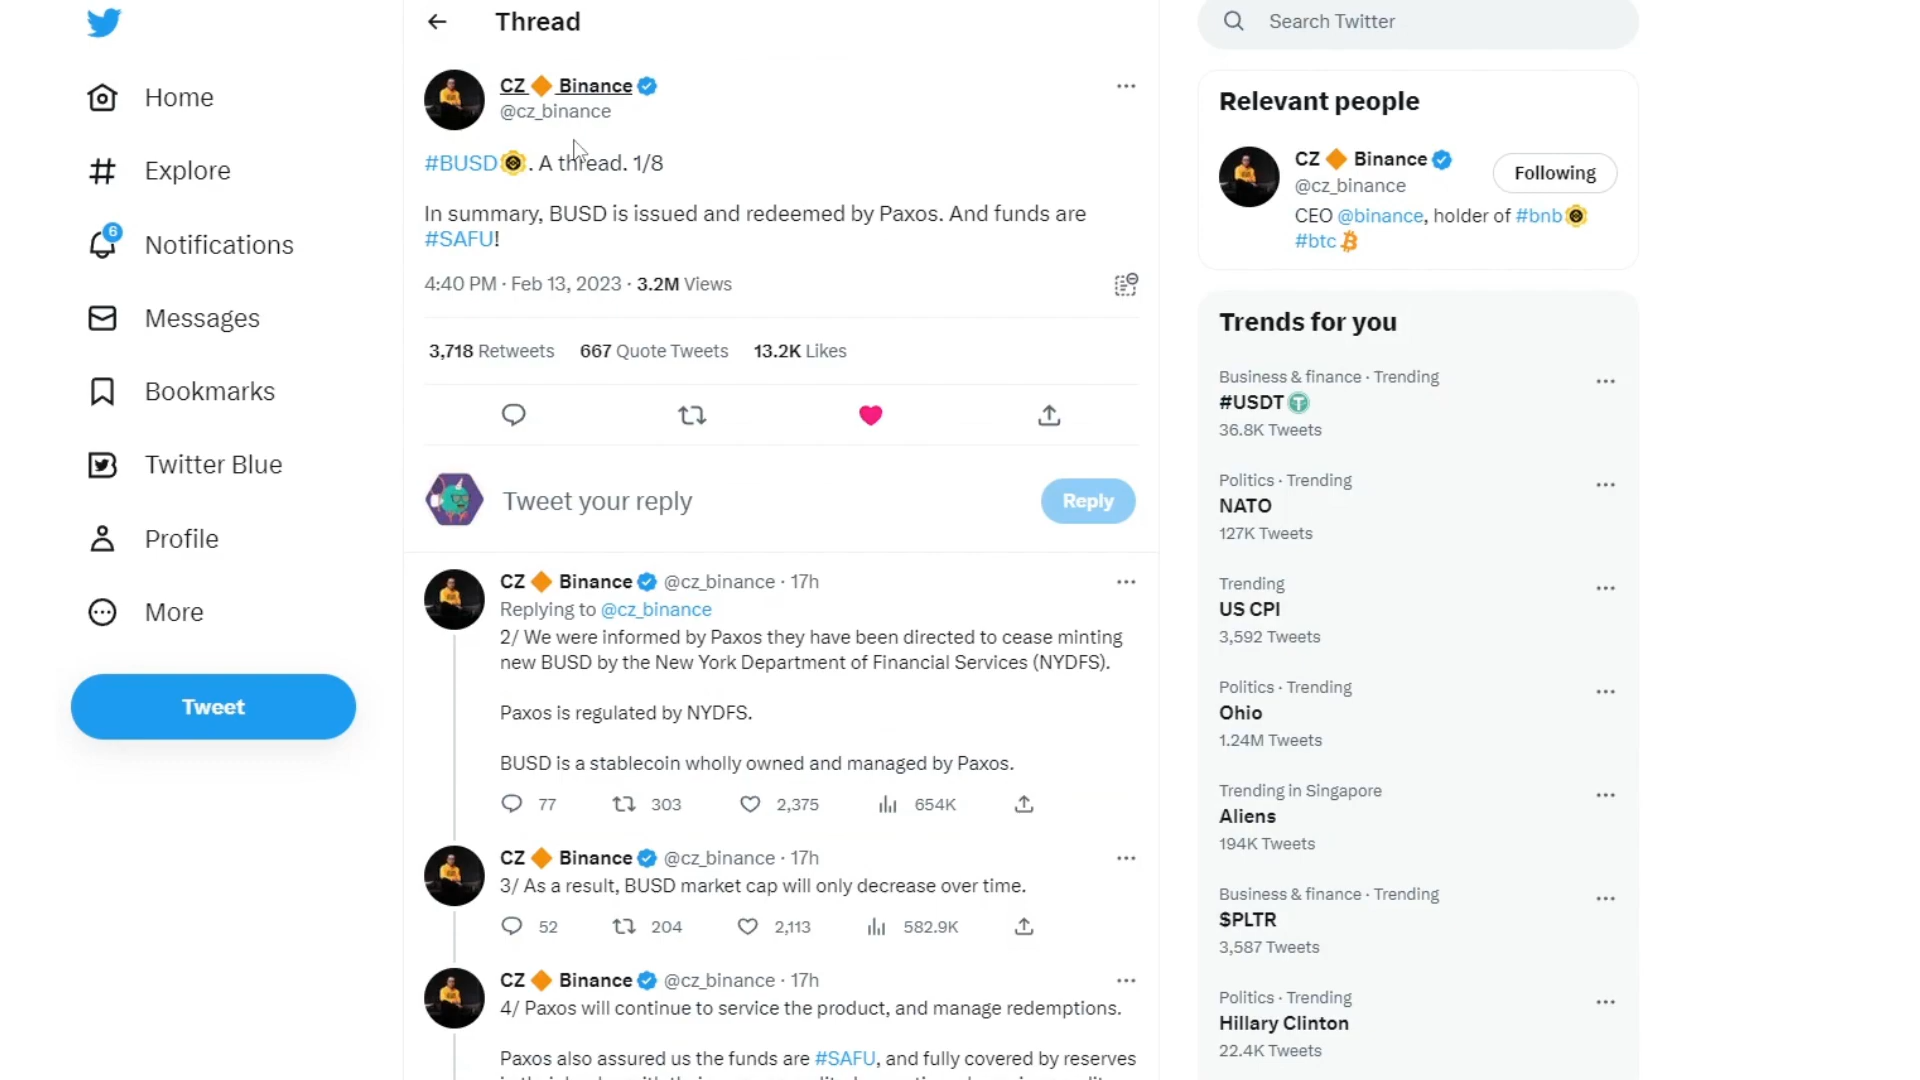 Home
Explore
6
Notifications
Messages
Bookmarks
Twitter Blue
Profile
More
Tweet
Thread
CZ 🔶 Binance
@cz_binance
#BUSD. A thread. 1/8
In summary, BUSD is issued and redeemed by Paxos. And funds are
#SAFU!
4:40 PM · Feb 13, 2023 · 3.2M Views
3,718 Retweets 667 Quote Tweets 13.2K Likes
Tweet your reply
Reply
CZ 🔶 Binance @cz_binance · 17h
Replying to @cz_binance
2/ We were informed by Paxos they have been directed to cease minting
new BUSD by the New York Department of Financial Services (NYDFS).
Paxos is regulated by NYDFS.
BUSD is a stablecoin wholly owned and managed by Paxos.
77 303 2,375 654K
CZ 🔶 Binance @cz_binance · 17h
3/ As a result, BUSD market cap will only decrease over time.
52 204 2,113 582.9K
CZ 🔶 Binance @cz_binance · 17h
4/ Paxos will continue to service the product, and manage redemptions.
Paxos also assured us the funds are #SAFU, and fully covered by reserves
Search Twitter
Relevant people
CZ 🔶 Binance
@cz_binance
Following
CEO @binance, holder of #bnb
#btc
Trends for you
Business & finance · Trending
#USDT
36.8K Tweets
Politics · Trending
NATO
127K Tweets
Trending
US CPI
3,592 Tweets
Politics · Trending
Ohio
1.24M Tweets
Trending in Singapore
Aliens
194K Tweets
Business & finance · Trending
$PLTR
3,587 Tweets
Politics · Trending
Hillary Clinton
22.4K Tweets